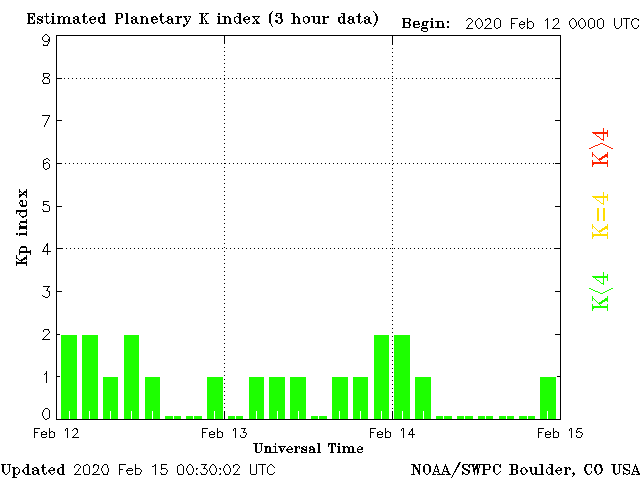 Estimated Planetary K index (3 hour data)
Begin: 2020 Feb 12 0000 UTC
9
8
7
6
5
4
3
2
1
0
Kp index
K>4
K=4
K<4
Feb 12
Feb 13
Feb 14
Feb 15
Universal Time
Updated 2020 Feb 15 00:30:02 UTC
NOAA/SWPC Boulder, CO USA